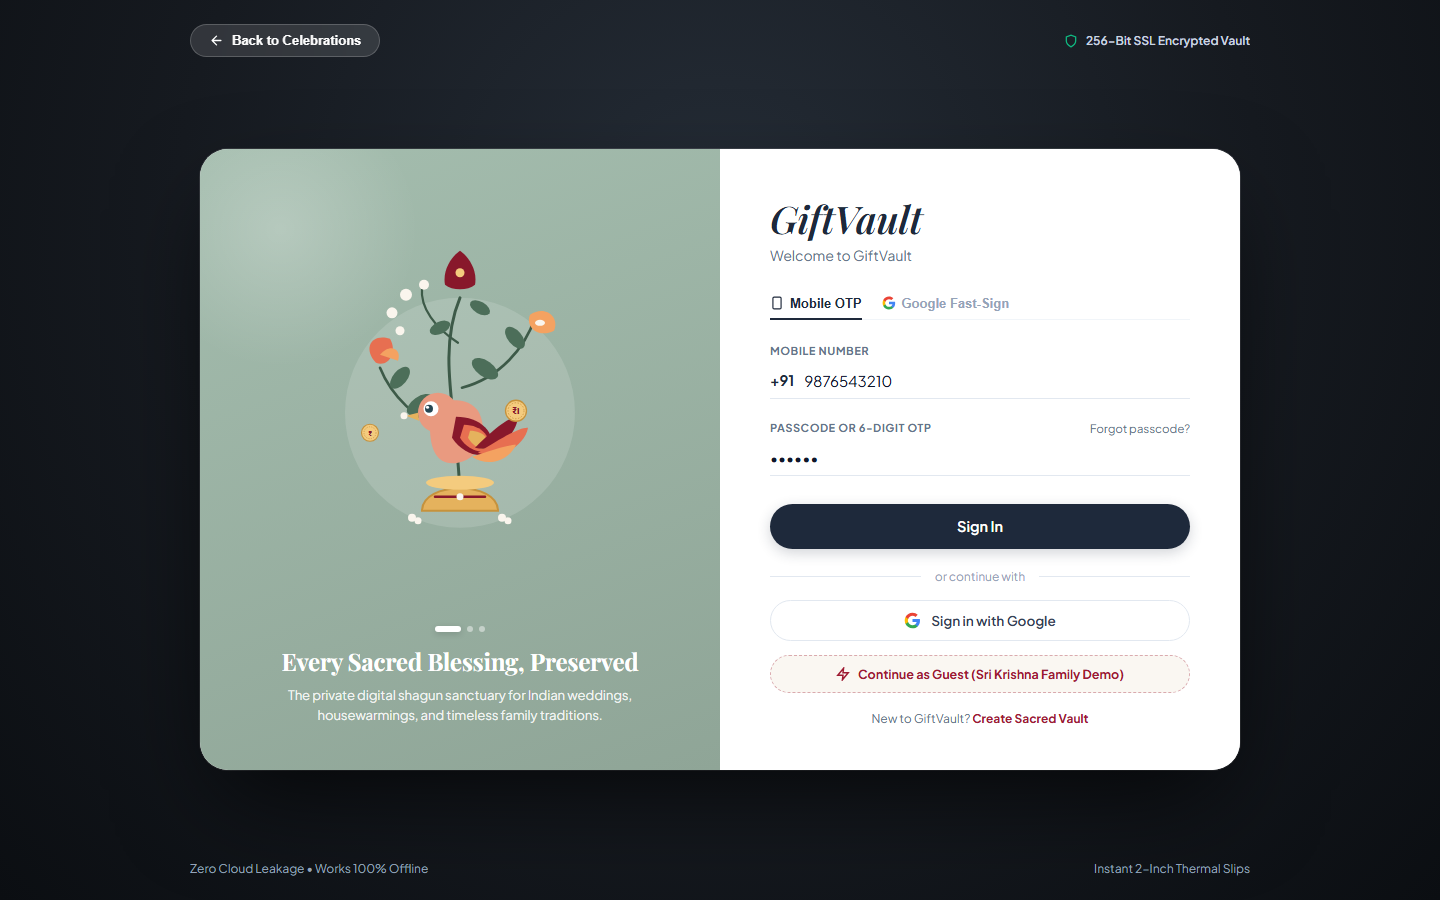 Back to Celebrations
256-Bit SSL Encrypted Vault
₹1
₹
Every Sacred Blessing, Preserved
The private digital shagun sanctuary for Indian weddings,
housewarmings, and timeless family traditions.
GiftVault
Welcome to GiftVault
Mobile OTP
Google Fast-Sign
MOBILE NUMBER
+91 9876543210
PASSCODE OR 6-DIGIT OTP
Forgot passcode?
••••••
Sign In
or continue with
Sign in with Google
Continue as Guest (Sri Krishna Family Demo)
New to GiftVault? Create Sacred Vault
Zero Cloud Leakage • Works 100% Offline
Instant 2-Inch Thermal Slips